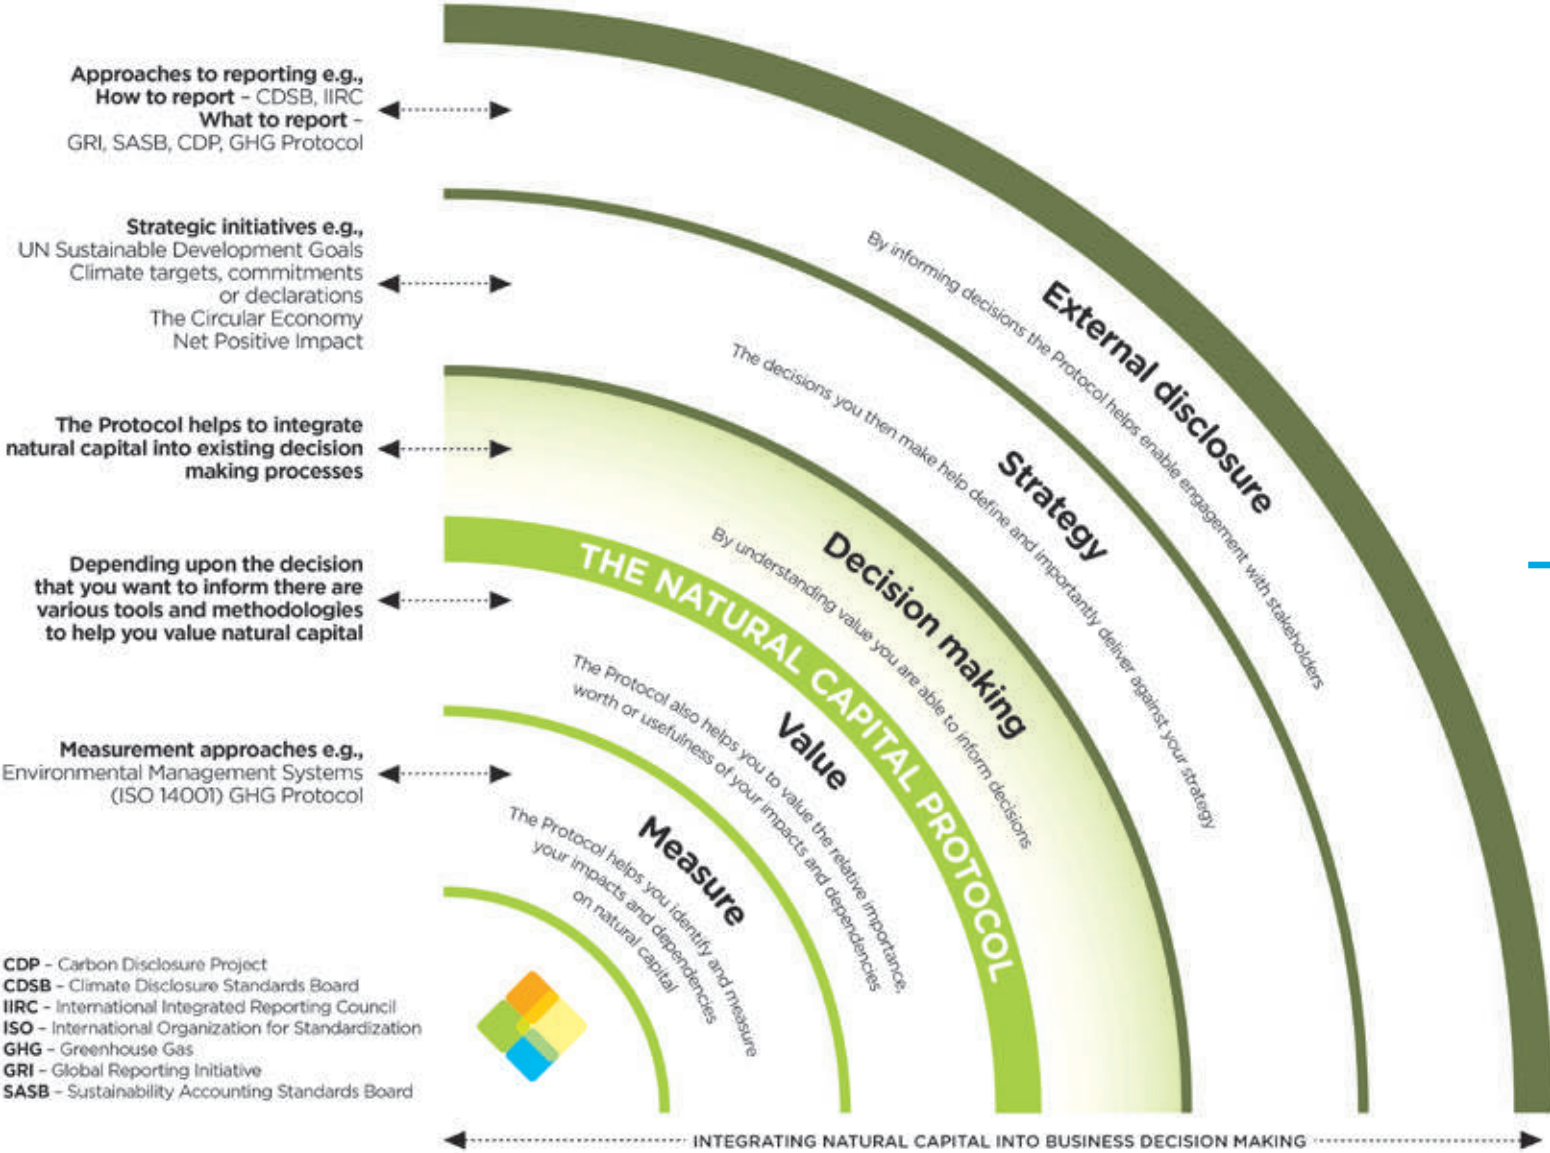 Approaches to reporting e.g.,
How to report – CDSB, IIRC
What to report –
GRI, SASB, CDP, GHG Protocol
Strategic initiatives e.g.,
UN Sustainable Development Goals
Climate targets, commitments
or declarations
The Circular Economy
Net Positive Impact
The Protocol helps to integrate
natural capital into existing decision
making processes
Depending upon the decision
that you want to inform there are
various tools and methodologies
to help you value natural capital
Measurement approaches e.g.,
Environmental Management Systems
(ISO 14001) GHG Protocol
CDP – Carbon Disclosure Project
CDSB – Climate Disclosure Standards Board
IIRC – International Integrated Reporting Council
ISO – International Organization for Standardization
GHG – Greenhouse Gas
GRI – Global Reporting Initiative
SASB – Sustainability Accounting Standards Board
External disclosure
By informing decisions the Protocol helps enable engagement with stakeholders
Strategy
The decisions you then make help define and importantly deliver against your strategy
Decision making
By understanding value you are able to inform decisions
THE NATURAL CAPITAL PROTOCOL
Value
The Protocol also helps you to value the relative importance,
worth or usefulness of your impacts and dependencies
Measure
The Protocol helps you identify and measure
your impacts and dependencies
on natural capital
INTEGRATING NATURAL CAPITAL INTO BUSINESS DECISION MAKING